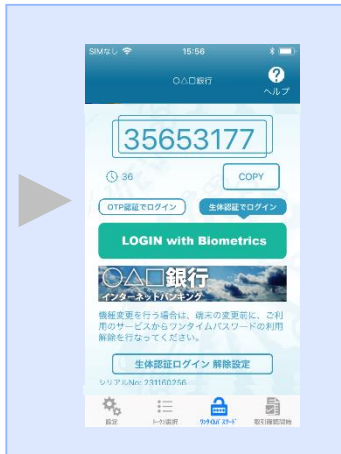 SIMなし 15:56
○△□銀行
?
ヘルプ
35653177
36 COPY
OTP認証でログイン 生体認証でログイン
LOGIN with Biometrics
○△□銀行
インターネットバンキング
機種変更を行う場合は、端末の変更前に、ご利
用のサービスからワンタイムパスワードの利用
解除を行なってください。
生体認証ログイン 解除設定
シリアルNo: 231160256
設定 トークン選択 ワンタイムパスワード 取引確認開始